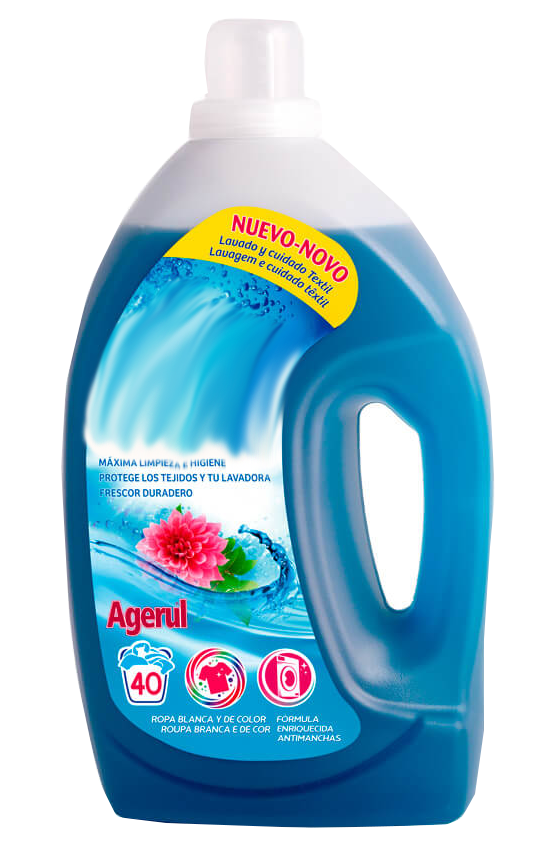 NUEVO-NOVO
Lavado y cuidado Textil
Lavagem e cuidado têxtil
MÁXIMA LIMPIEZA E HIGIENE
PROTEGE LOS TEJIDOS Y TU LAVADORA
FRESCOR DURADERO
Agerul
40
ROPA BLANCA Y DE COLOR
ROUPA BRANCA E DE COR
FÓRMULA
ENRIQUECIDA
ANTIMANCHAS